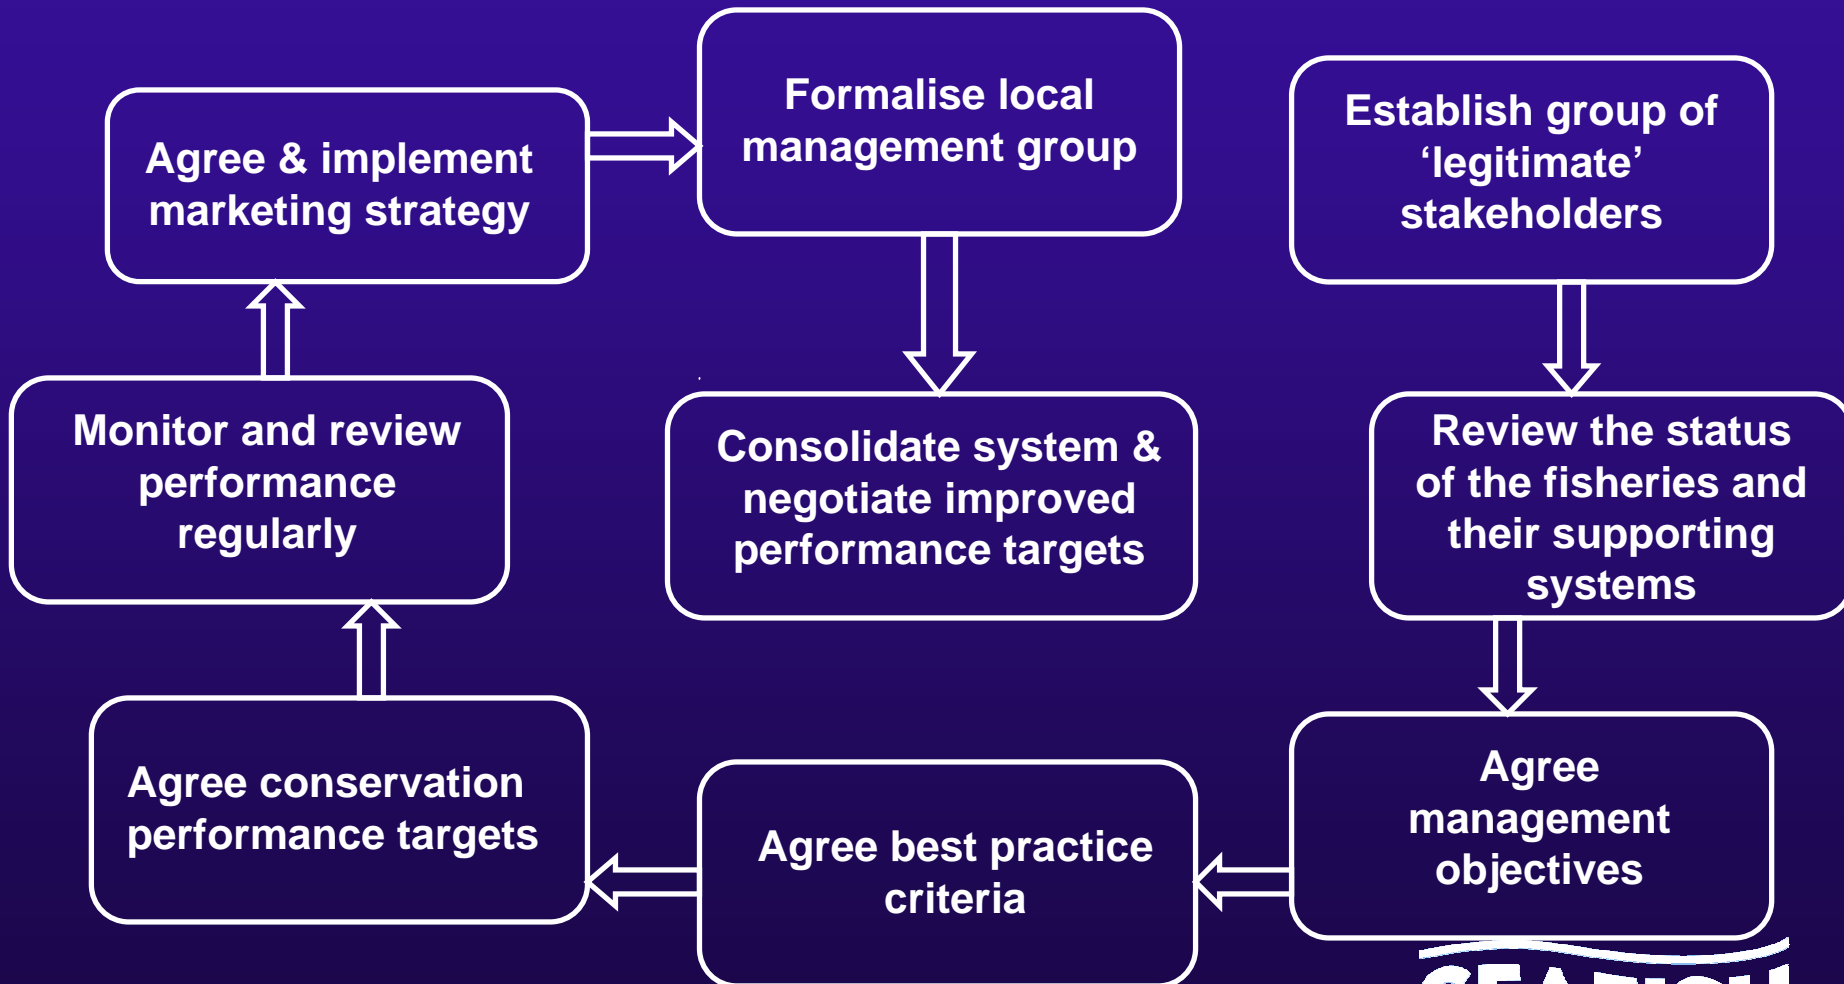 Formalise local
management group
Establish group of
‘legitimate’
stakeholders
Agree & implement
marketing strategy
Monitor and review
performance
regularly
Consolidate system &
negotiate improved
performance targets
Review the status
of the fisheries and
their supporting
systems
Agree conservation
performance targets
Agree best practice
criteria
Agree
management
objectives